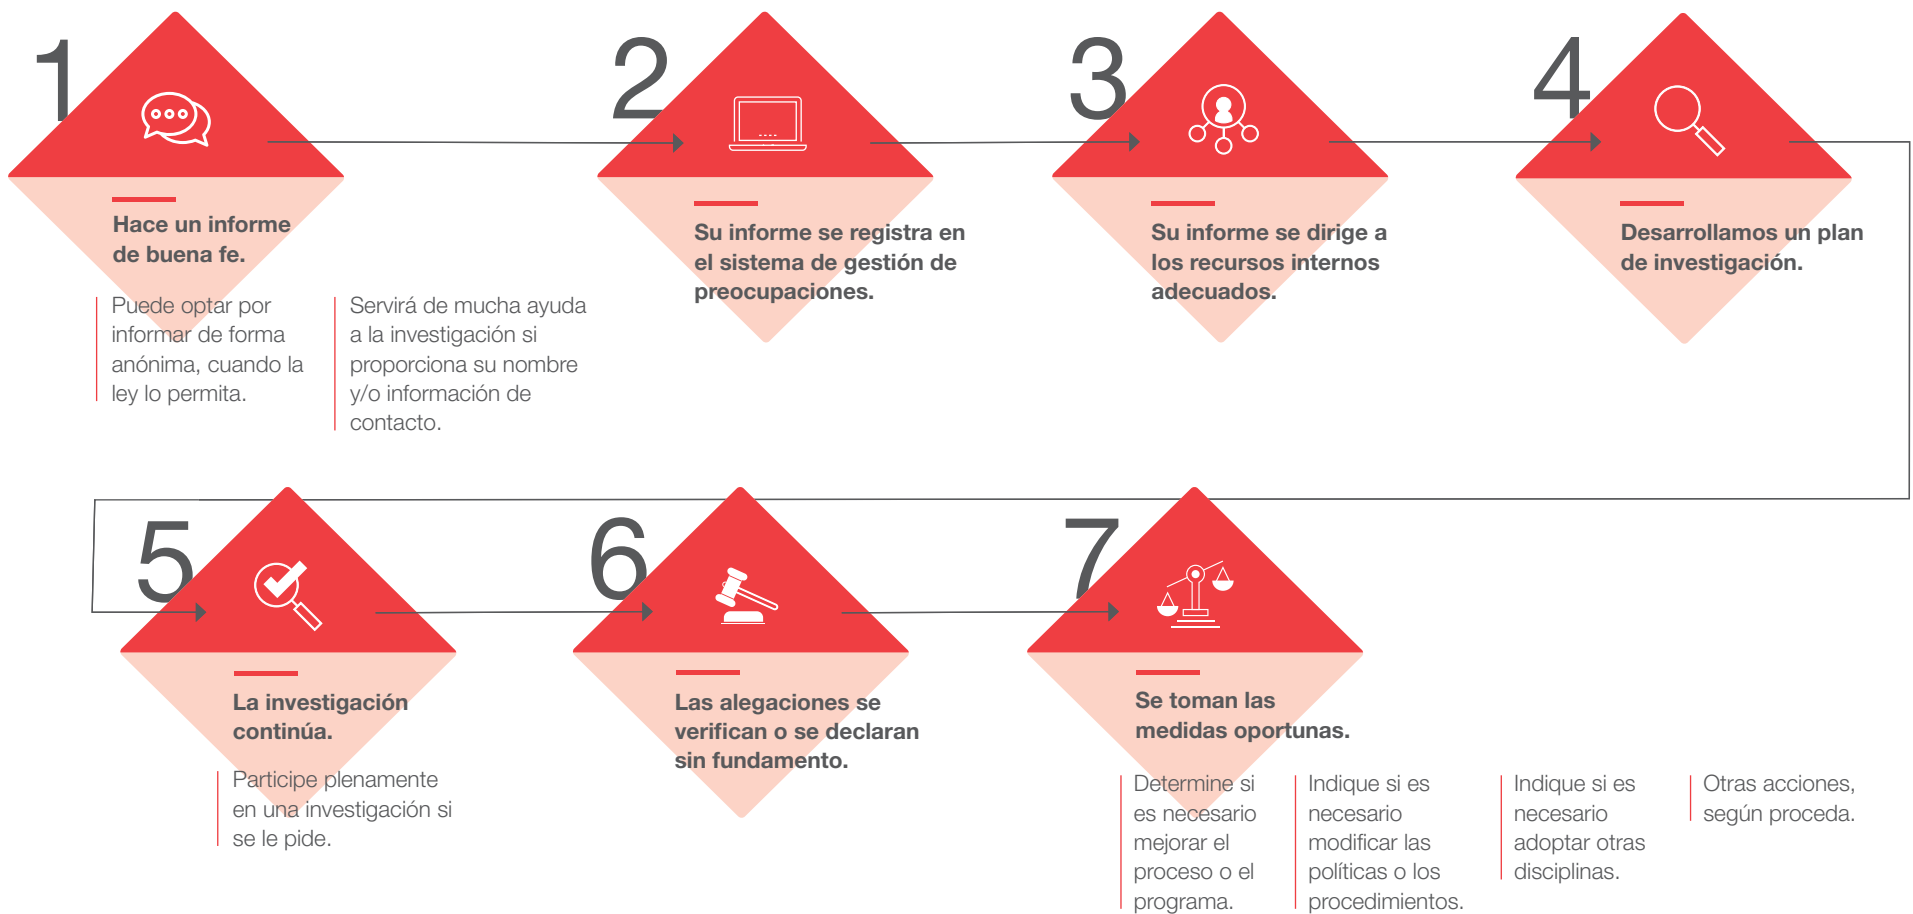 1
Hace un informe
de buena fe.
Puede optar por
informar de forma
anónima, cuando la
ley lo permita.
Servirá de mucha ayuda
a la investigación si
proporciona su nombre
y/o información de
contacto.
2
Su informe se registra en
el sistema de gestión de
preocupaciones.
3
Su informe se dirige a
los recursos internos
adecuados.
4
Desarrollamos un plan
de investigación.
5
La investigación
continúa.
Participe plenamente
en una investigación si
se le pide.
6
Las alegaciones se
verifican o se declaran
sin fundamento.
7
Se toman las
medidas oportunas.
Determine si
es necesario
mejorar el
proceso o el
programa.
Indique si es
necesario
modificar las
políticas o los
procedimientos.
Indique si es
necesario
adoptar otras
disciplinas.
Otras acciones,
según proceda.